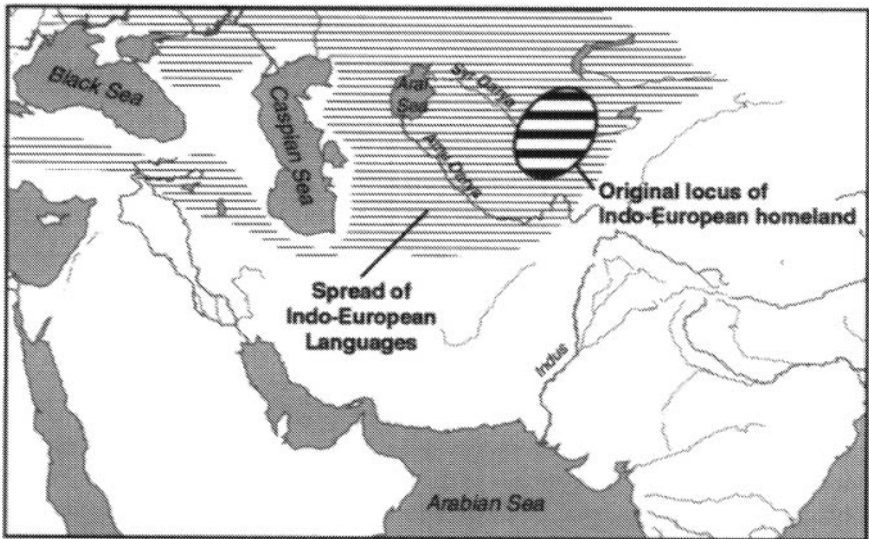 Black Sea
Caspian Sea
Aral
Sea
Syr Darya
Amu Darya
Original locus of
Indo-European homeland
Spread of
Indo-European
Languages
Indus
Arabian Sea